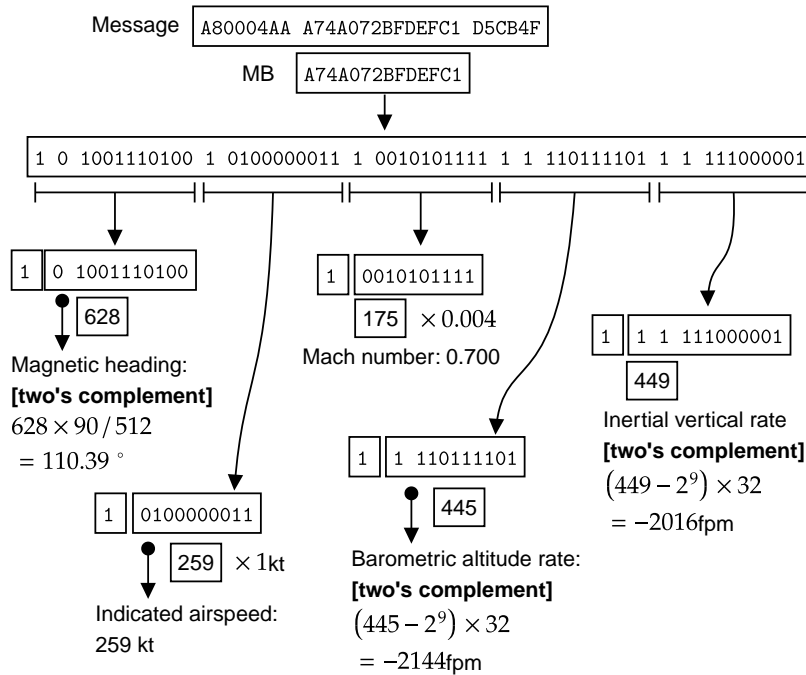 Message A80004AA A74A072BFDEFC1 D5CB4F
MB A74A072BFDEFC1
1 0 1001110100 1 0100000011 1 0010101111 1 1 110111101 1 1 111000001
1 0 1001110100
628
Magnetic heading:
[two's complement]
628 × 90 / 512
= 110.39 °
1 0100000011
259 × 1kt
Indicated airspeed:
259 kt
1 0010101111
175 × 0.004
Mach number: 0.700
1 1 110111101
445
Barometric altitude rate:
[two's complement]
(445 − 2⁹) × 32
= −2144fpm
1 1 111000001
449
Inertial vertical rate
[two's complement]
(449 − 2⁹) × 32
= −2016fpm